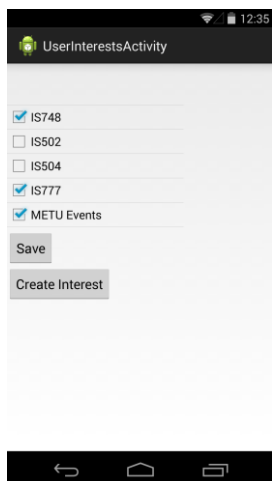 12:35
UserInterestsActivity
IS748
IS502
IS504
IS777
METU Events
Save
Create Interest